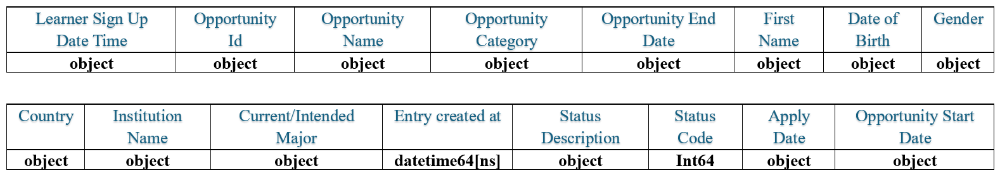 Learner Sign Up Date Time | Opportunity Id | Opportunity Name | Opportunity Category | Opportunity End Date | First Name | Date of Birth | Gender
object | object | object | object | object | object | object | object
Country | Institution Name | Current/Intended Major | Entry created at | Status Description | Status Code | Apply Date | Opportunity Start Date
object | object | object | datetime64[ns] | object | Int64 | object | object